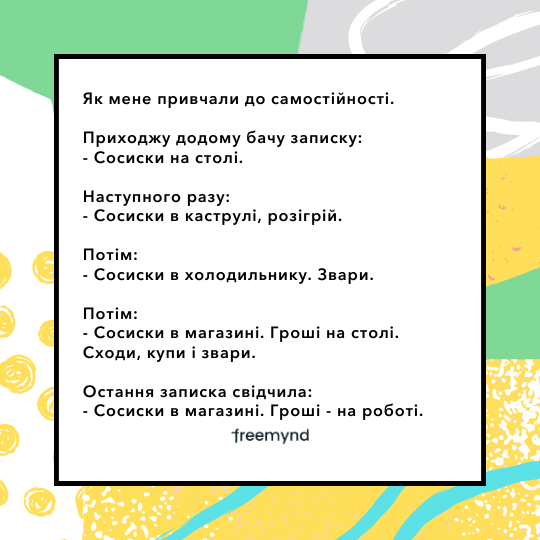 Як мене привчали до самостійності.
Приходжу додому бачу записку:
- Сосиски на столі.
Наступного разу:
- Сосиски в каструлі, розігрій.
Потім:
- Сосиски в холодильнику. Звари.
Потім:
- Сосиски в магазині. Гроші на столі.
Сходи, купи і звари.
Остання записка свідчила:
- Сосиски в магазині. Гроші - на роботі.
freemynd